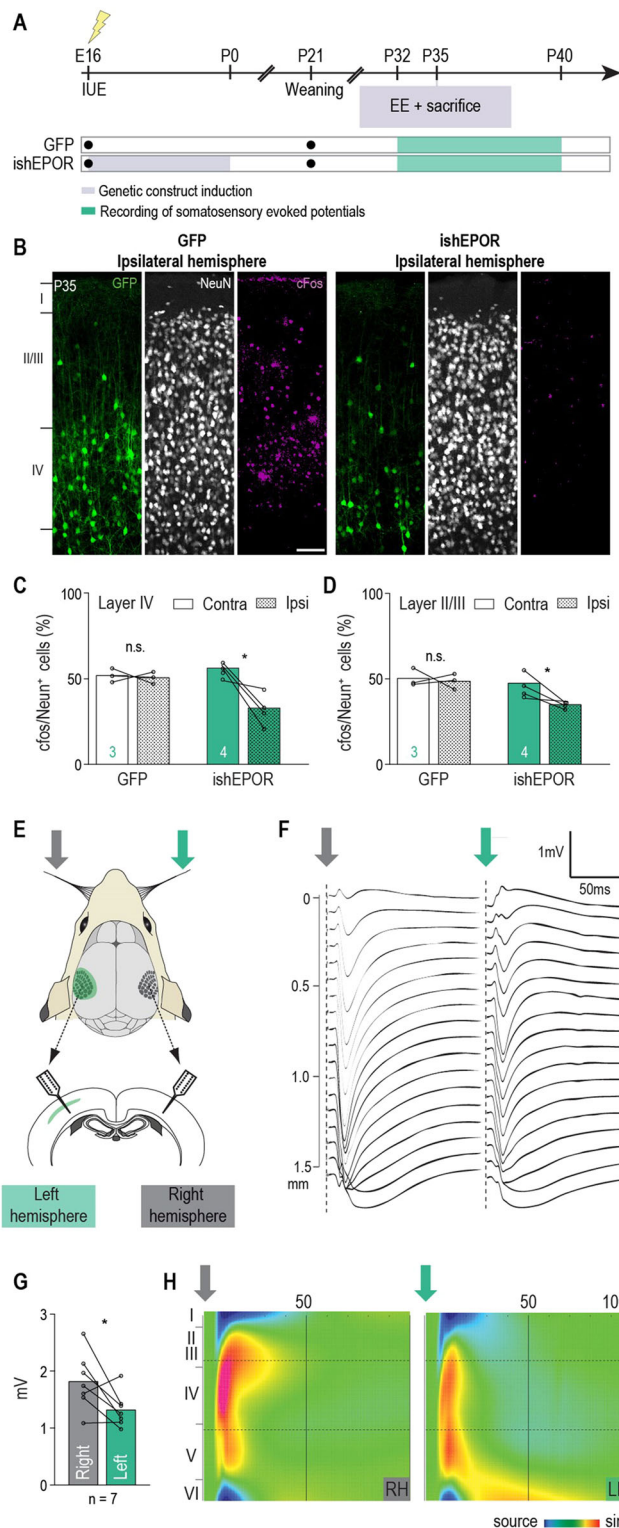 A
E16 P0 P21 P32 P35 P40
IUE Weaning
EE + sacrifice
GFP
ishEPOR
Genetic construct induction
Recording of somatosensory evoked potentials
B
GFP
Ipsilateral hemisphere
ishEPOR
Ipsilateral hemisphere
P35 GFP NeuN cFos
I
II/III
IV
C
cfos/Neun⁺ cells (%)
100
50
0
Layer IV Contra Ipsi
n.s. *
3 4
GFP ishEPOR
D
cfos/Neun⁺ cells (%)
100
50
0
Layer II/III Contra Ipsi
n.s. *
3 4
GFP ishEPOR
E
Left
hemisphere
Right
hemisphere
F
1mV
50ms
0
0.5
1.0
1.5
mm
G
mV
3
2
1
0
*
Right Left
n = 7
H
50 50
I
II
III
IV
V
VI
RH
source